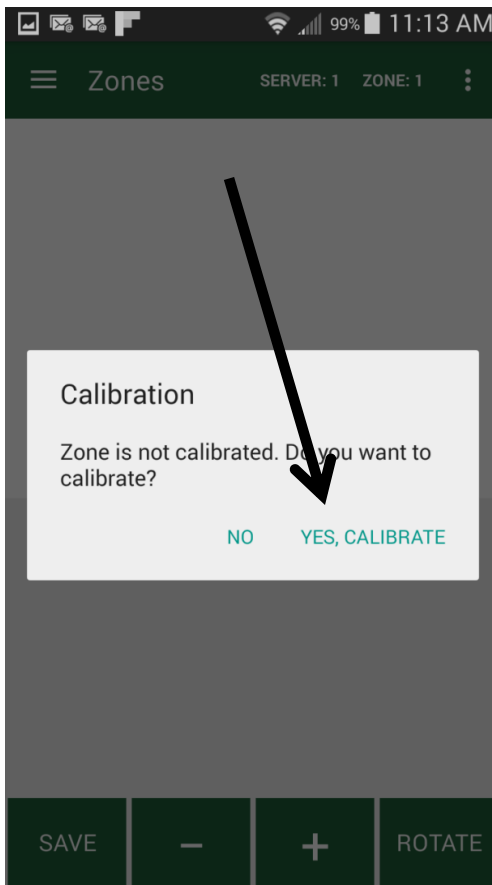 99% 11:13 AM
Zones SERVER: 1 ZONE: 1
Calibration
Zone is not calibrated. Do you want to
calibrate?
NO YES, CALIBRATE
SAVE − + ROTATE